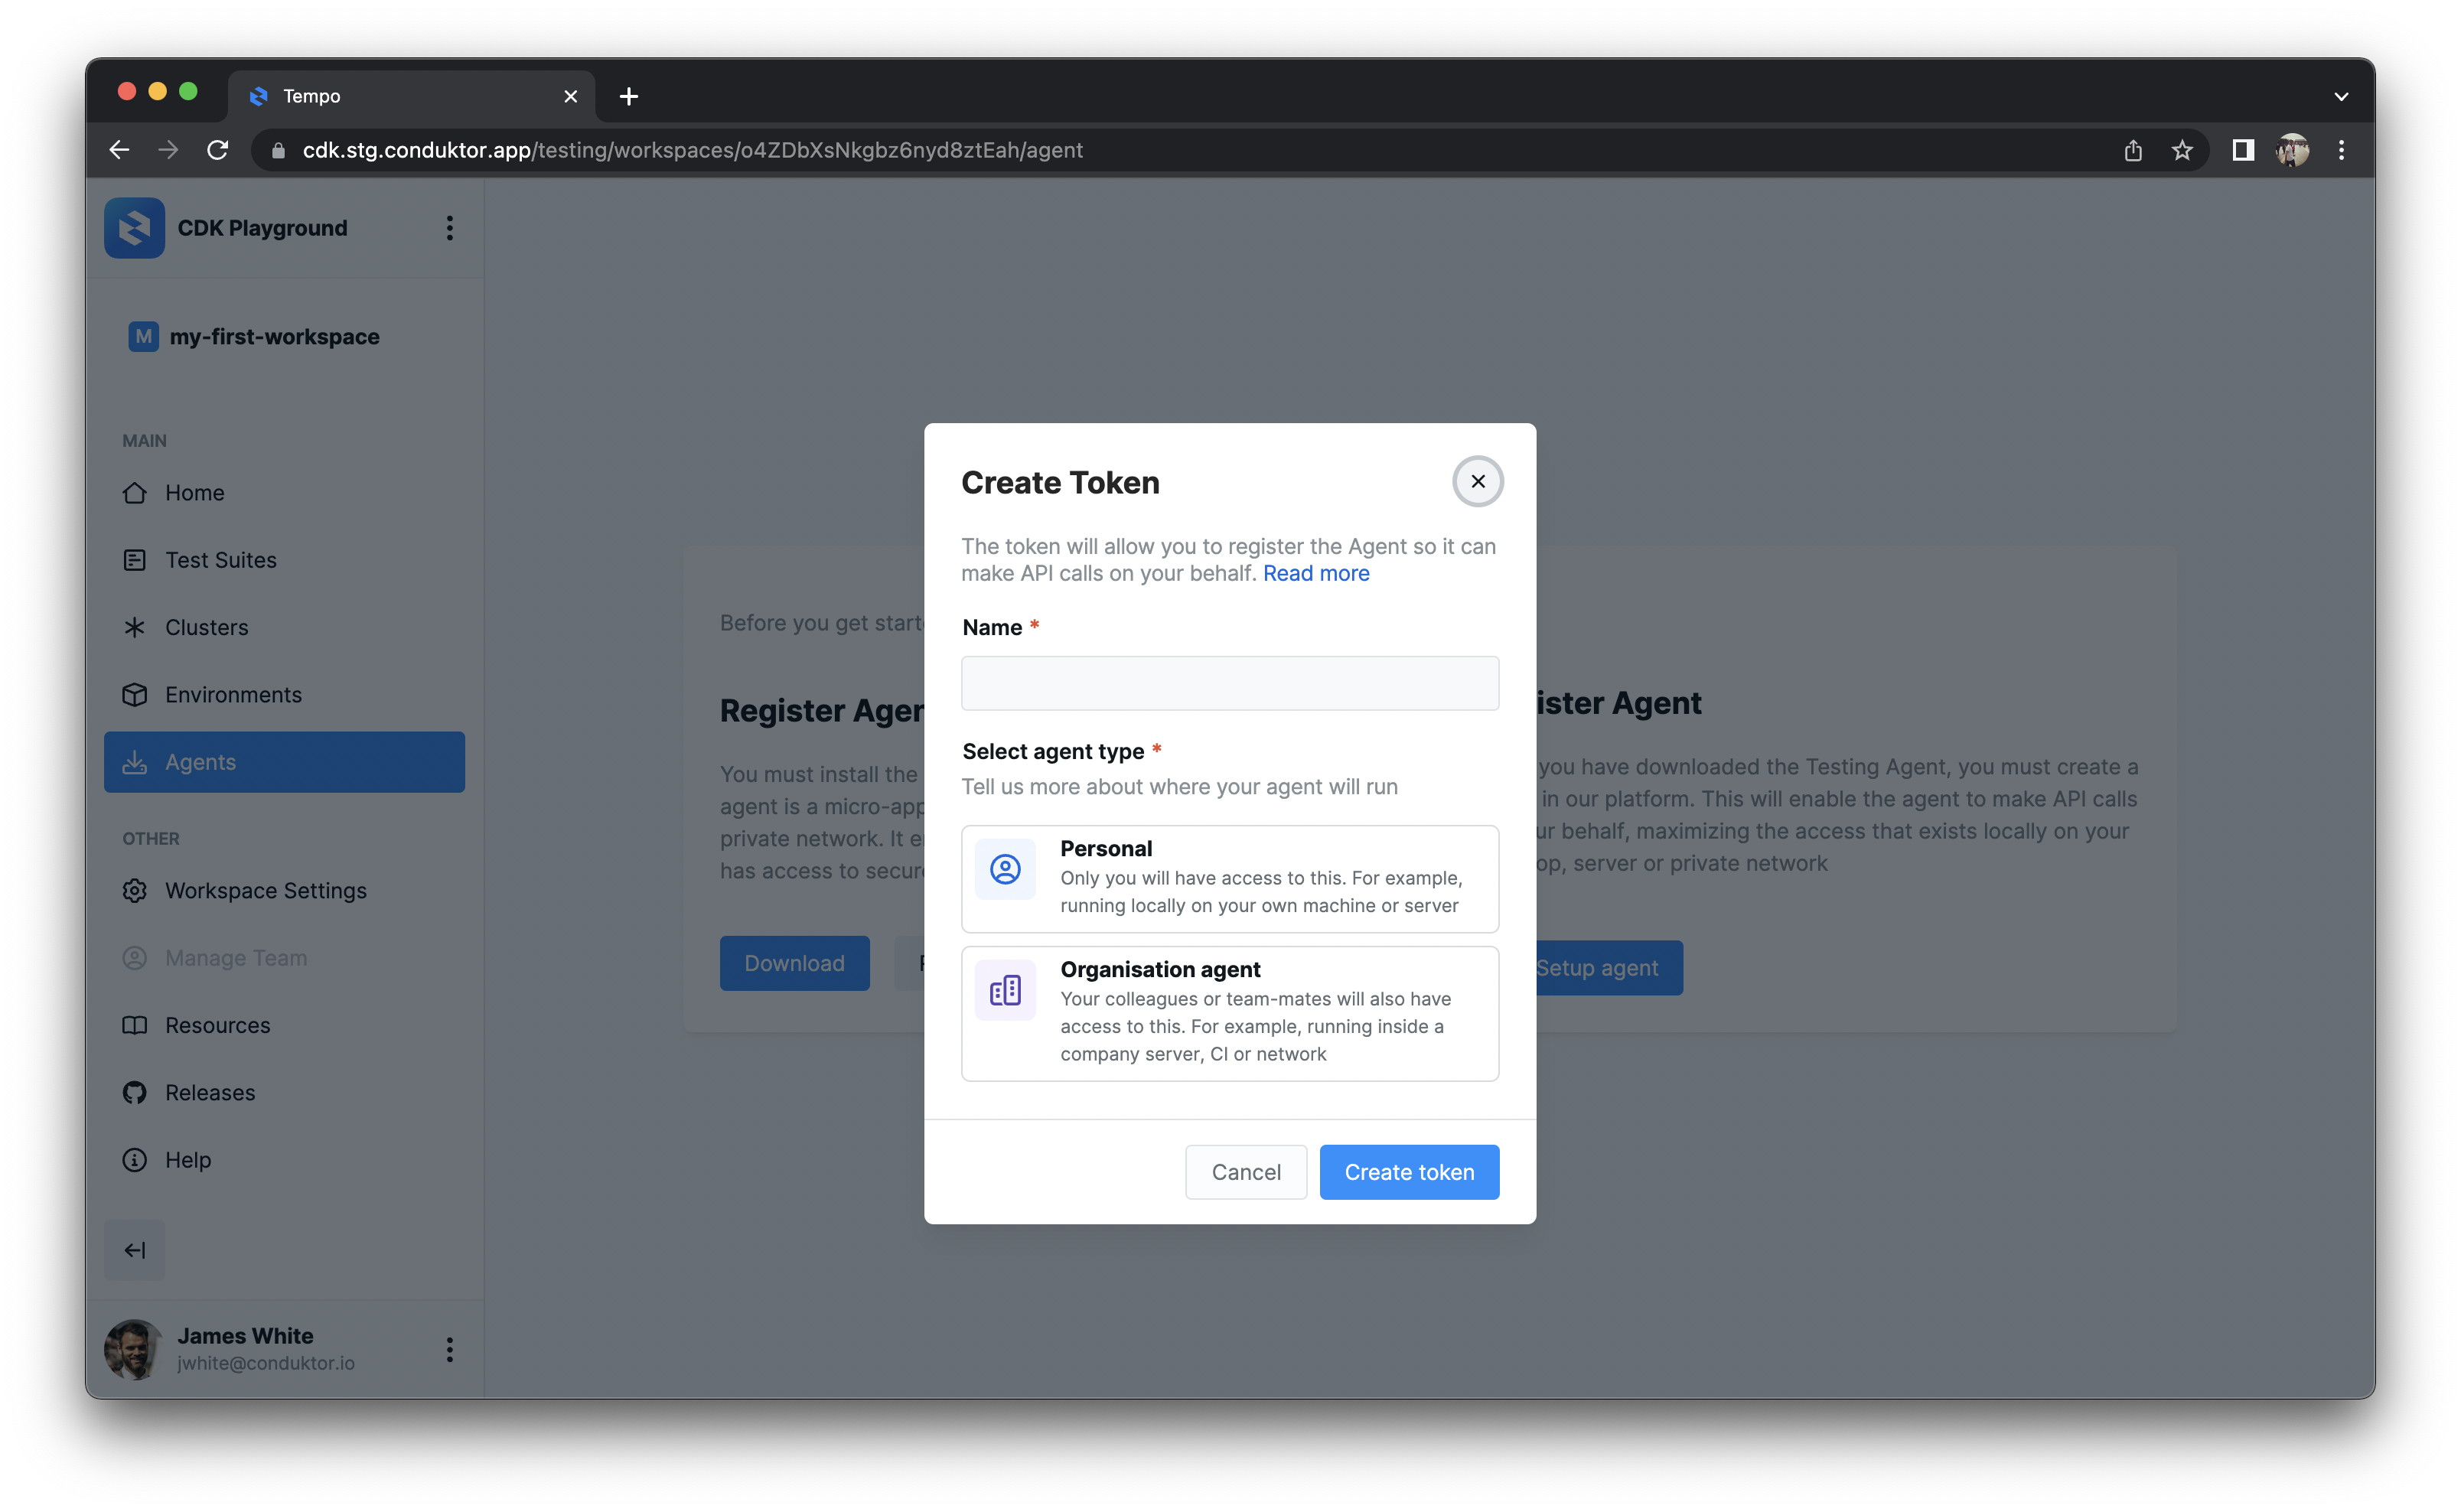 Tempo
cdk.stg.conduktor.app/testing/workspaces/o4ZDbXsNkgbz6nyd8ztEah/agent
CDK Playground
M my-first-workspace
MAIN
Home
Test Suites
Clusters
Environments
Agents
OTHER
Workspace Settings
Manage Team
Resources
Releases
Help
James White
jwhite@conduktor.io
Before you get
Register
You must install the
agent is a micro-app
private network. It
has access to
Download
Create Token
The token will allow you to register the Agent so it can
make API calls on your behalf. Read more
Name *
Select agent type *
Tell us more about where your agent will run
Personal
Only you will have access to this. For example,
running locally on your own machine or server
Organisation agent
Your colleagues or team-mates will also have
access to this. For example, running inside a
company server, CI or network
Cancel
Create token
Agent
you have downloaded the Testing Agent, you must create a
in our platform. This will enable the agent to make API calls
behalf, maximizing the access that exists locally on your
server or private network
Setup agent